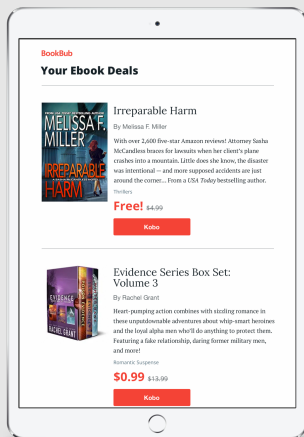 BookBub
Your Ebook Deals
MELISSA F.
MILLER
IRREPARABLE
HARM
Irreparable Harm
By Melissa F. Miller
With over 2,600 five-star Amazon reviews! Attorney Sasha
McCandless braces for lawsuits when her client's plane
crashes into a mountain. Little does she know, the disaster
was intentional — and more supposed accidents are just
around the corner... From a USA Today bestselling author.
Thrillers
Free! $4.99
Kobo
EVIDENCE
RACHEL GRANT
Evidence Series Box Set:
Volume 3
By Rachel Grant
Heart-pumping action combines with sizzling romance in
these unputdownable adventures about whip-smart heroines
and the loyal alpha men who'll do anything to protect them.
Featuring a fake relationship, daring former military men,
and more!
Romantic Suspense
$0.99 $13.99
Kobo